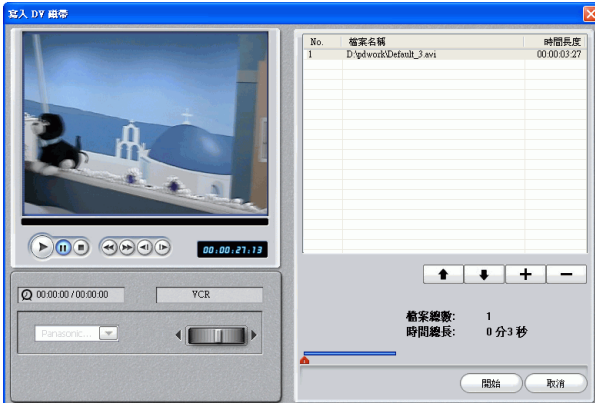 寫入 DV 磁帶
No. 檔案名稱 時間長度
1 D:\pdwork\Default_3.avi 00:00:03:27
00:00:27:13
00:00:00 / 00:00:00 VCR
Panasonic...
檔案總數: 1
時間總長: 0 分3 秒
開始 取消